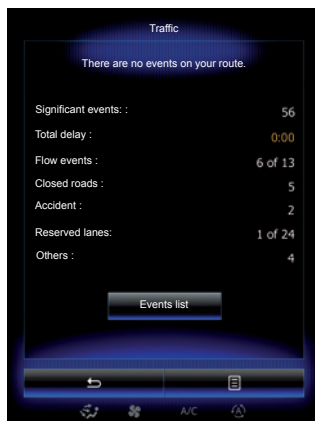 Traffic
There are no events on your route.
Significant events: : 56
Total delay : 0:00
Flow events : 6 of 13
Closed roads : 5
Accident : 2
Reserved lanes: 1 of 24
Others : 4
Events list
A/C
A